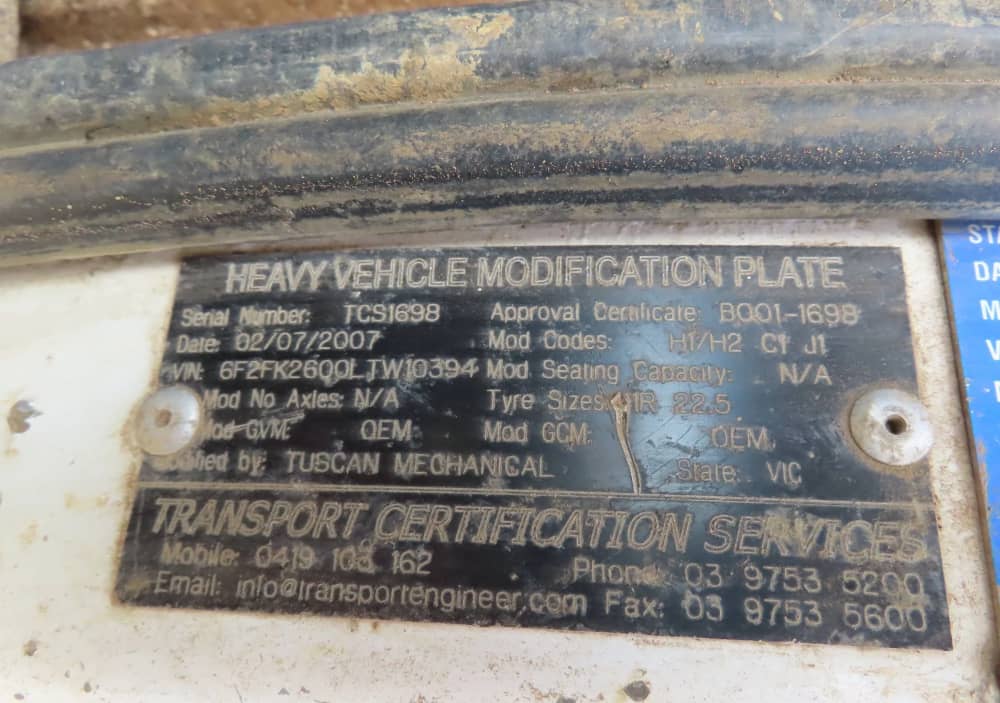 HEAVY VEHICLE MODIFICATION PLATE
Serial Number: TCS1698 Approval Certificate: BQ01-1698
Date: 02/07/2007 Mod Codes: H1/H2 C1 J1
VIN: 6F2FK2600LTW10394 Mod Seating Capacity: N/A
Mod No Axles: N/A Tyre Sizes: 11R 22.5
Mod GVM: OEM Mod GCM: OEM
by: TUSCAN MECHANICAL State: VIC
TRANSPORT CERTIFICATION SERVICES
Mobile: 0419 103 162 Phone 03 9753 5200
Email: info@transportengineer.com Fax: 03 9753 5600
STA
DA
M
V